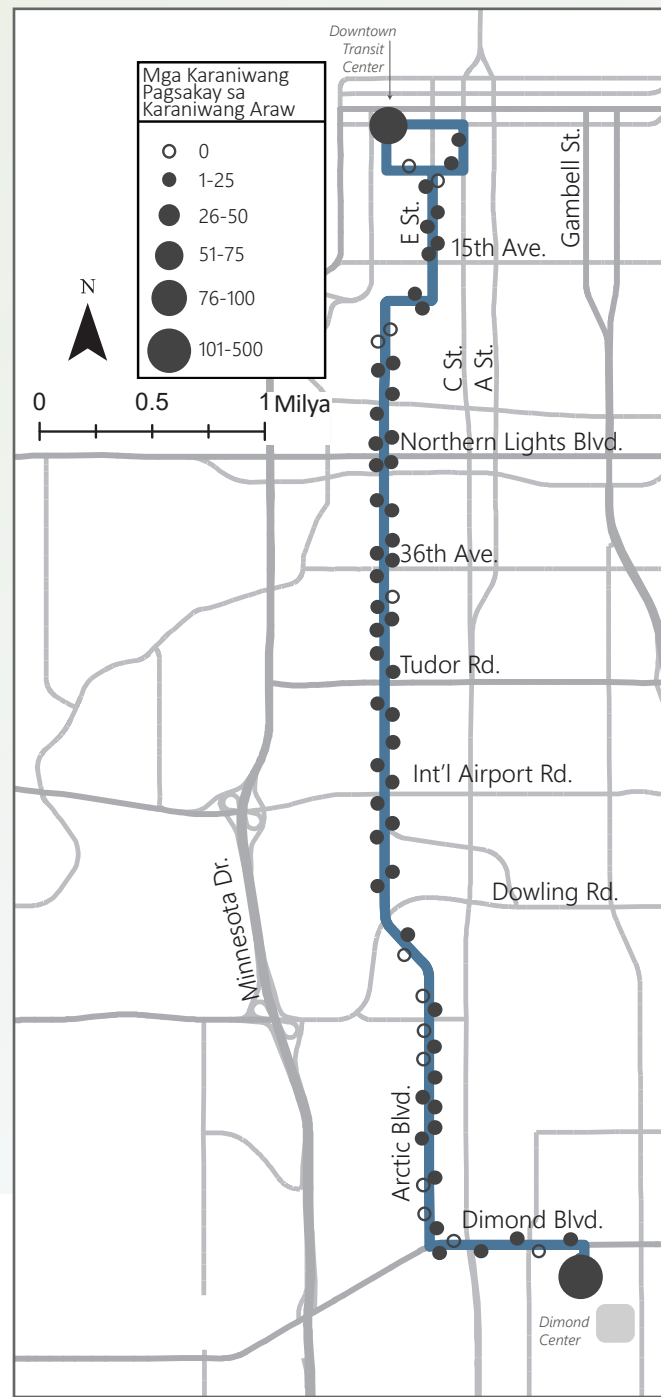 Downtown
Transit
Center
Mga Karaniwang
Pagsakay sa
Karaniwang Araw
0
1-25
26-50
51-75
76-100
101-500
N
0 0.5 1 Milya
E St.
Gambell St.
15th Ave.
C St.
A St.
Northern Lights Blvd.
36th Ave.
Tudor Rd.
Int'l Airport Rd.
Minnesota Dr.
Dowling Rd.
Arctic Blvd.
Dimond Blvd.
Dimond
Center